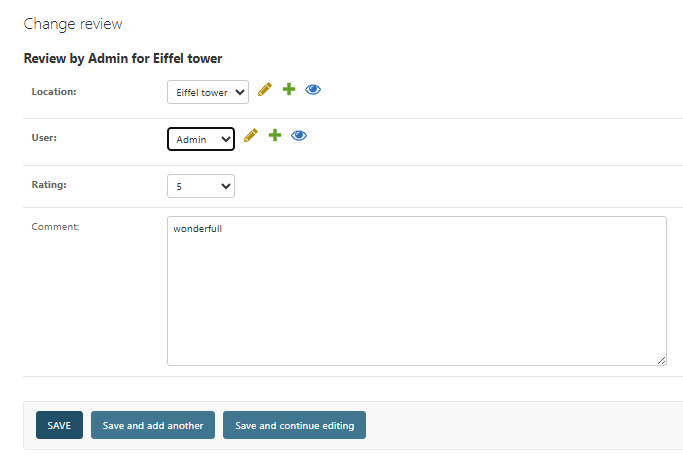 Change review
Review by Admin for Eiffel tower
Location: Eiffel tower
User: Admin
Rating: 5
Comment: wonderfull
SAVE Save and add another Save and continue editing